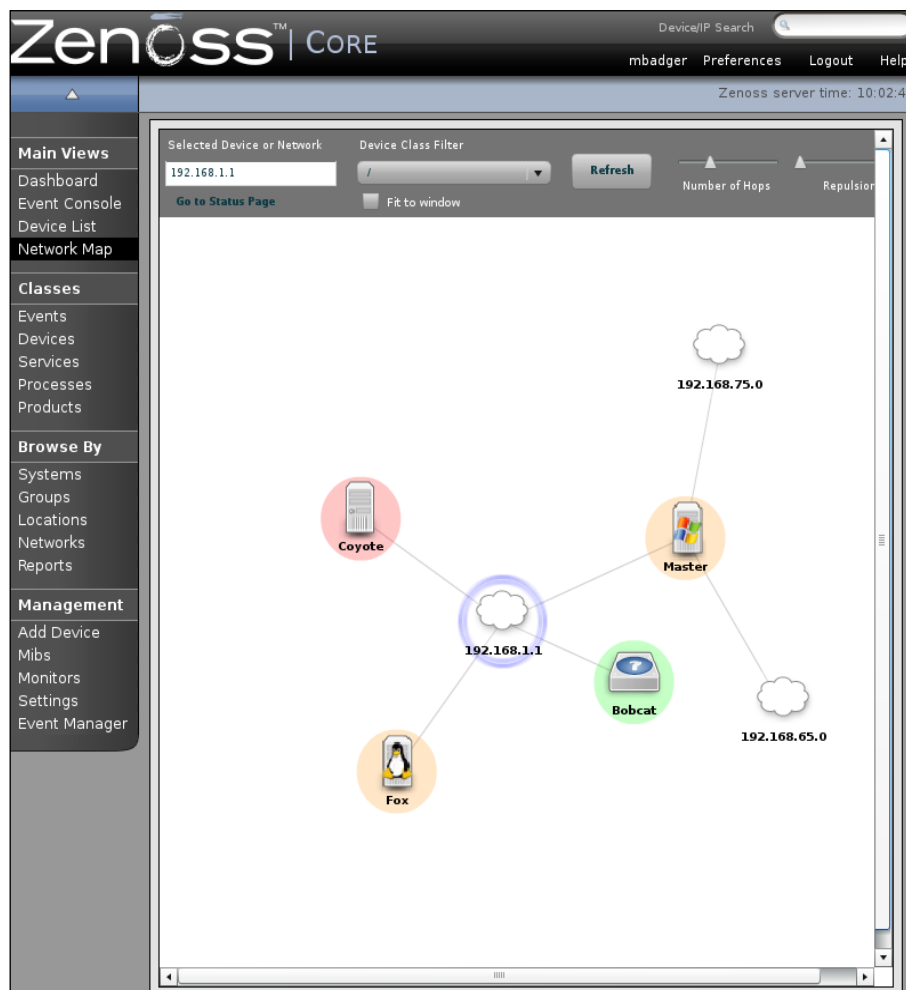 Zenoss™ | CORE
Device/IP Search
mbadger Preferences Logout Help
Zenoss server time: 10:02:4
Main Views
Dashboard
Event Console
Device List
Network Map
Classes
Events
Devices
Services
Processes
Products
Browse By
Systems
Groups
Locations
Networks
Reports
Management
Add Device
Mibs
Monitors
Settings
Event Manager
Selected Device or Network
192.168.1.1
Go to Status Page
Device Class Filter
/
Fit to window
Refresh
Number of Hops
Repulsion
192.168.75.0
Coyote
Master
192.168.1.1
Bobcat
192.168.65.0
Fox